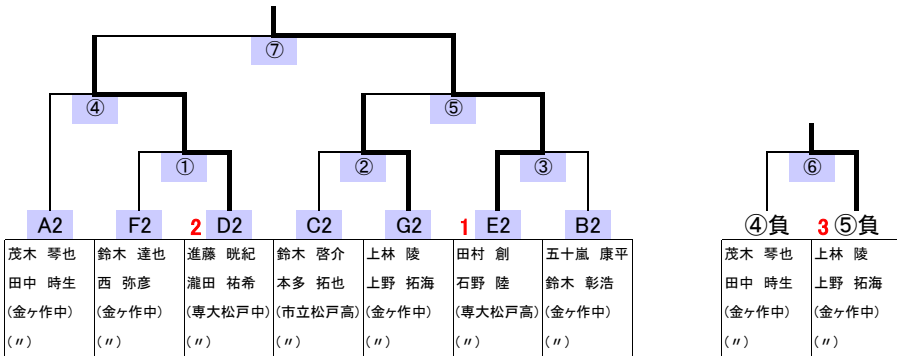 ⑦
④ ⑤
① ② ③ ⑥
A2 F2 2 D2 C2 G2 1 E2 B2 ④負 3 ⑤負
茂木 琴也 鈴木 達也 進藤 晄紀 鈴木 啓介 上林 陵 田村 創 五十嵐 康平 茂木 琴也 上林 陵
田中 時生 西 弥彦 瀧田 祐希 本多 拓也 上野 拓海 石野 陸 鈴木 彰浩 田中 時生 上野 拓海
(金ヶ作中) (金ヶ作中) (専大松戸中) (市立松戸高) (金ヶ作中) (専大松戸高) (金ヶ作中) (金ヶ作中) (金ヶ作中)
(〃) (〃) (〃) (〃) (〃) (〃) (〃) (〃) (〃)